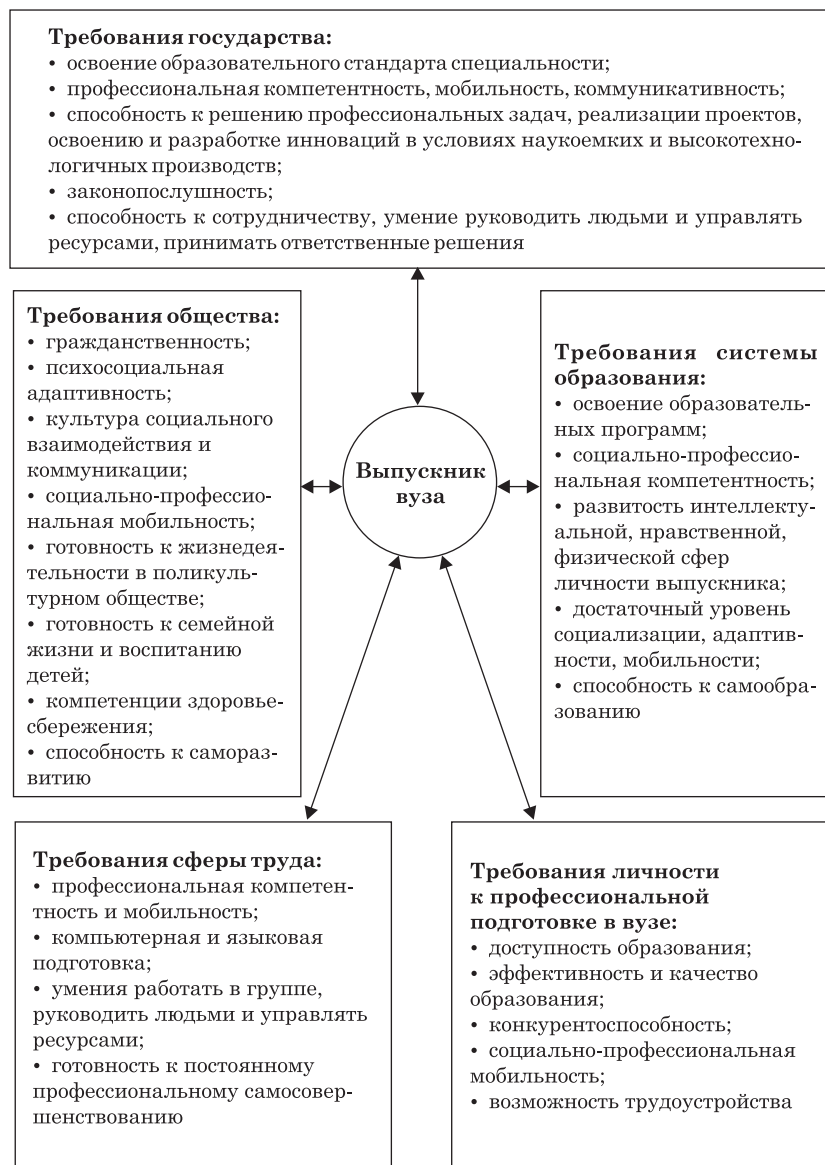 Требования государства:
• освоение образовательного стандарта специальности;
• профессиональная компетентность, мобильность, коммуникативность;
• способность к решению профессиональных задач, реализации проектов,
освоению и разработке инноваций в условиях наукоемких и высокотехно-
логичных производств;
• законопослушность;
• способность к сотрудничеству, умение руководить людьми и управлять
ресурсами, принимать ответственные решения
Требования общества:
• гражданственность;
• психосоциальная
адаптивность;
• культура социального
взаимодействия и
коммуникации;
• социально-профессио-
нальная мобильность;
• готовность к жизнедея-
тельности в поликуль-
турном обществе;
• готовность к семейной
жизни и воспитанию
детей;
• компетенции здоровье-
сбережения;
• способность к самораз-
витию
Выпускник
вуза
Требования системы
образования:
• освоение образователь-
ных программ;
• социально-профессио-
нальная компетентность;
• развитость интеллекту-
альной, нравственной,
физической сфер
личности выпускника;
• достаточный уровень
социализации, адаптив-
ности, мобильности;
• способность к самообра-
зованию
Требования сферы труда:
• профессиональная компетен-
тность и мобильность;
• компьютерная и языковая
подготовка;
• умения работать в группе,
руководить людьми и управлять
ресурсами;
• готовность к постоянному
профессиональному самосовер-
шенствованию
Требования личности
к профессиональной
подготовке в вузе:
• доступность образования;
• эффективность и качество
образования;
• конкурентоспособность;
• социально-профессиональная
мобильность;
• возможность трудоустройства